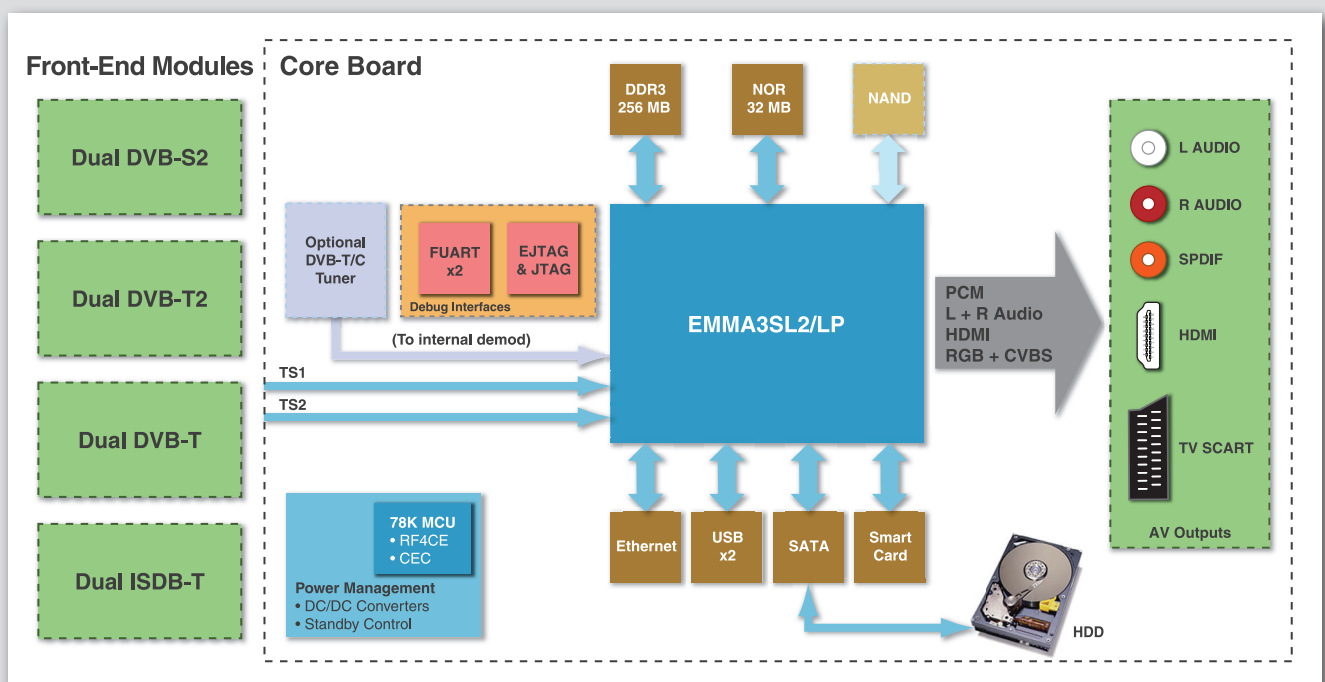 Front-End Modules
Dual DVB-S2
Dual DVB-T2
Dual DVB-T
Dual ISDB-T
Core Board
DDR3
256 MB
NOR
32 MB
NAND
Optional
DVB-T/C
Tuner
FUART
x2
EJTAG
& JTAG
Debug Interfaces
(To internal demod)
TS1
TS2
EMMA3SL2/LP
PCM
L + R Audio
HDMI
RGB + CVBS
L AUDIO
R AUDIO
SPDIF
HDMI
TV SCART
AV Outputs
78K MCU
• RF4CE
• CEC
Power Management
• DC/DC Converters
• Standby Control
Ethernet
USB
x2
SATA
Smart
Card
HDD